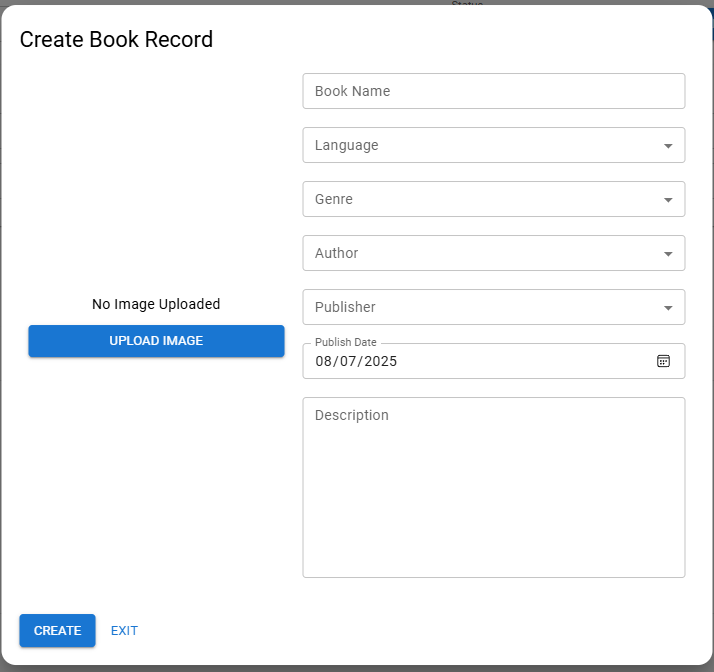 Create Book Record
Book Name
Language
Genre
Author
No Image Uploaded
Publisher
UPLOAD IMAGE
Publish Date
08/07/2025
Description
CREATE
EXIT